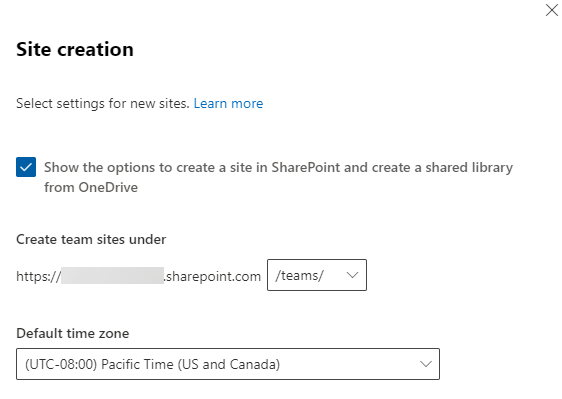 Site creation
Select settings for new sites. Learn more
Show the options to create a site in SharePoint and create a shared library
from OneDrive
Create team sites under
https:// .sharepoint.com /teams/
Default time zone
(UTC-08:00) Pacific Time (US and Canada)